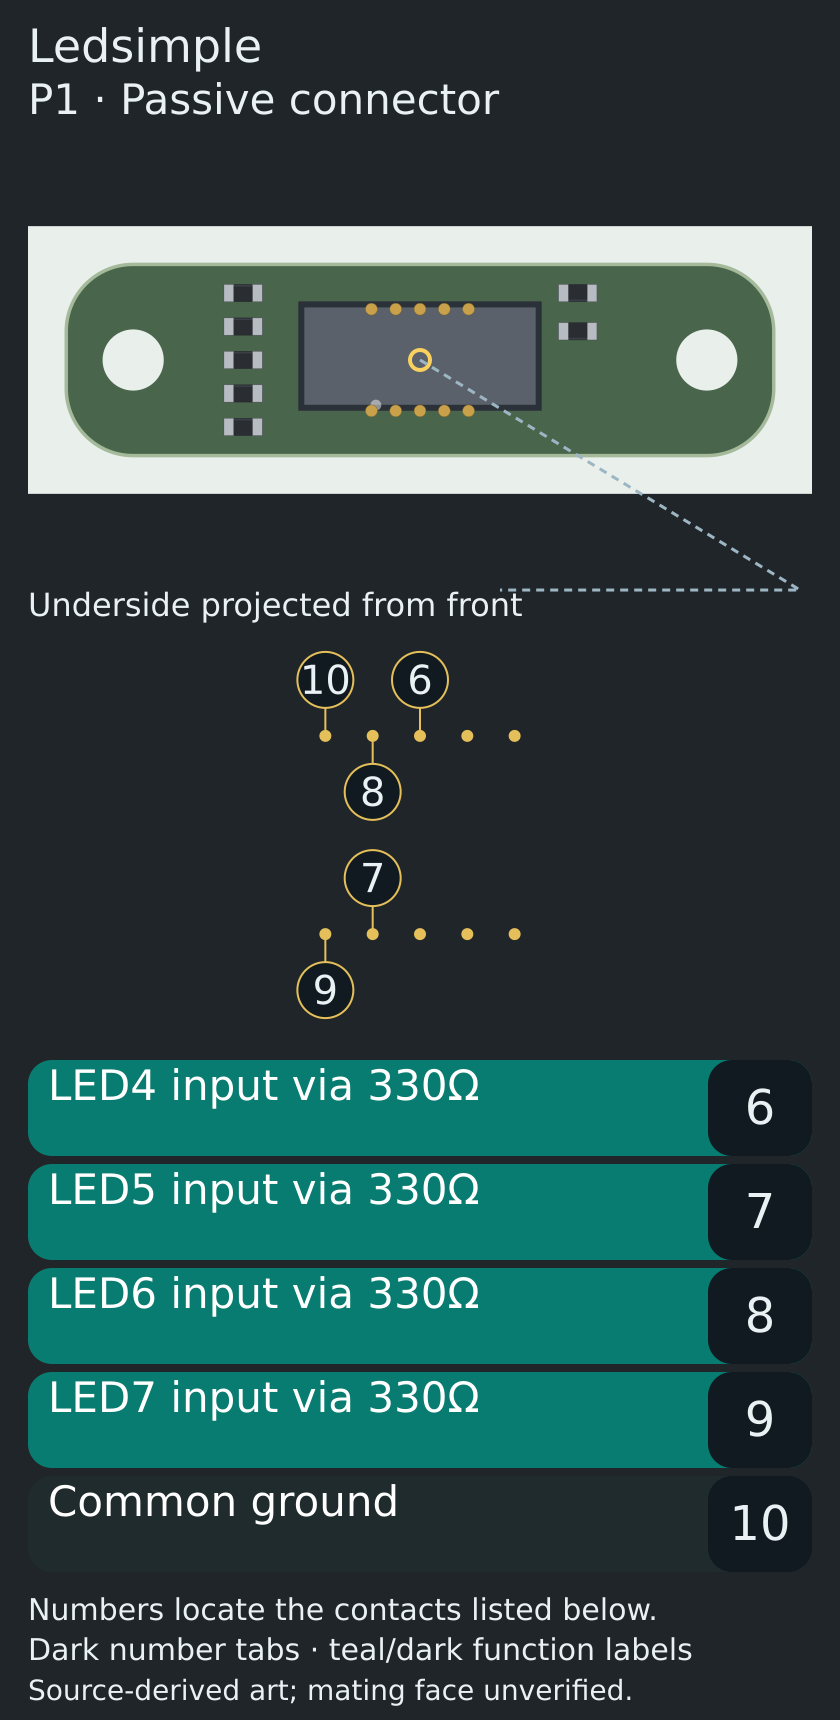 Ledsimple
P1 · Passive connector
Underside projected from front
10 6
8
7
9
LED4 input via 330Ω 6
LED5 input via 330Ω 7
LED6 input via 330Ω 8
LED7 input via 330Ω 9
Common ground 10
Numbers locate the contacts listed below.
Dark number tabs · teal/dark function labels
Source-derived art; mating face unverified.